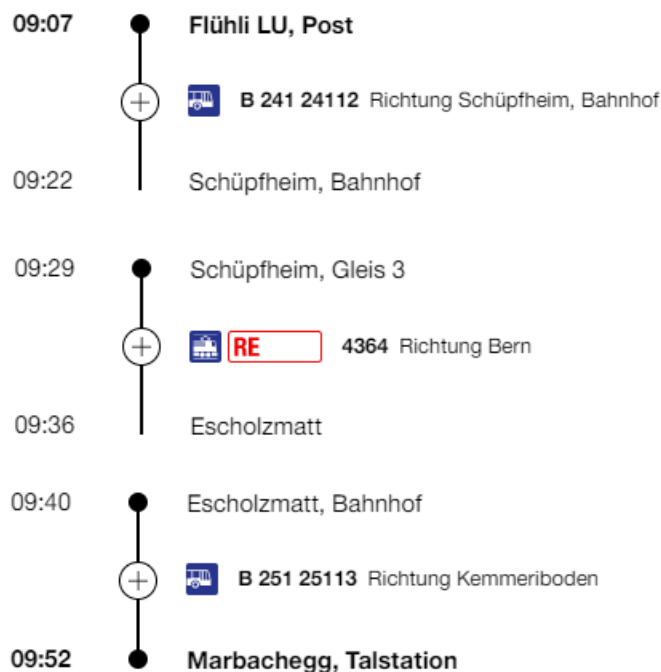 09:07 Flühli LU, Post
B 241 24112 Richtung Schüpfheim, Bahnhof
09:22 Schüpfheim, Bahnhof
09:29 Schüpfheim, Gleis 3
RE 4364 Richtung Bern
09:36 Escholzmatt
09:40 Escholzmatt, Bahnhof
B 251 25113 Richtung Kemmeriboden
09:52 Marbachegg, Talstation